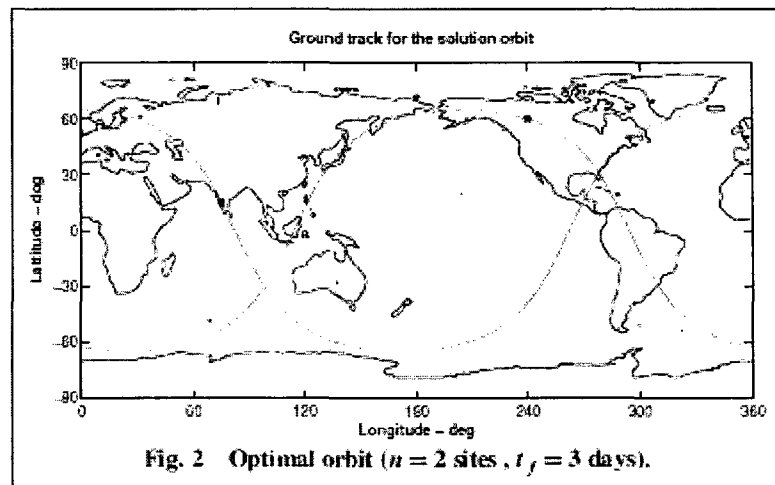 Ground track for the solution orbit
Lattitude – deg
90
60
30
0
–30
–60
–90
0 60 120 180 240 300 360
Longitude – deg
Fig. 2 Optimal orbit (n = 2 sites , t_f = 3 days).